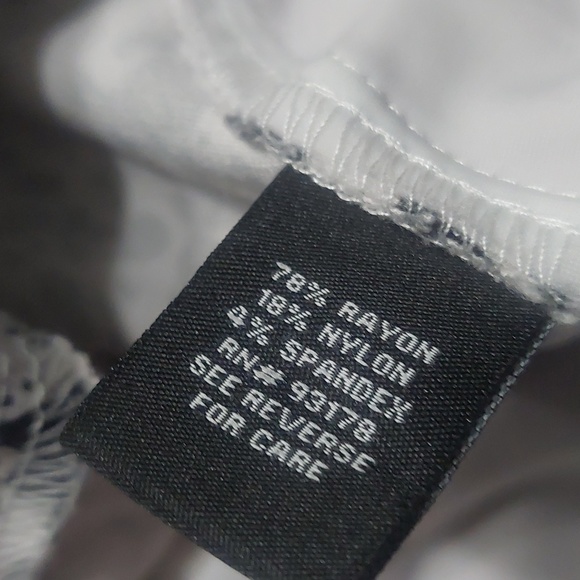 78% RAYON
18% NYLON
4% SPANDEX
RN# 93178
SEE REVERSE
FOR CARE